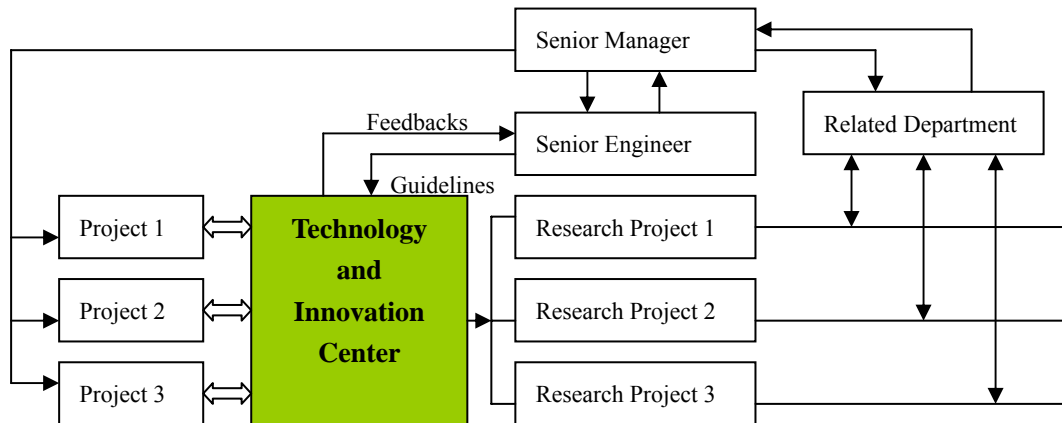 Senior Manager
Feedbacks
Senior Engineer
Related Department
Guidelines
Project 1
Technology
and
Innovation
Center
Research Project 1
Project 2
Research Project 2
Project 3
Research Project 3